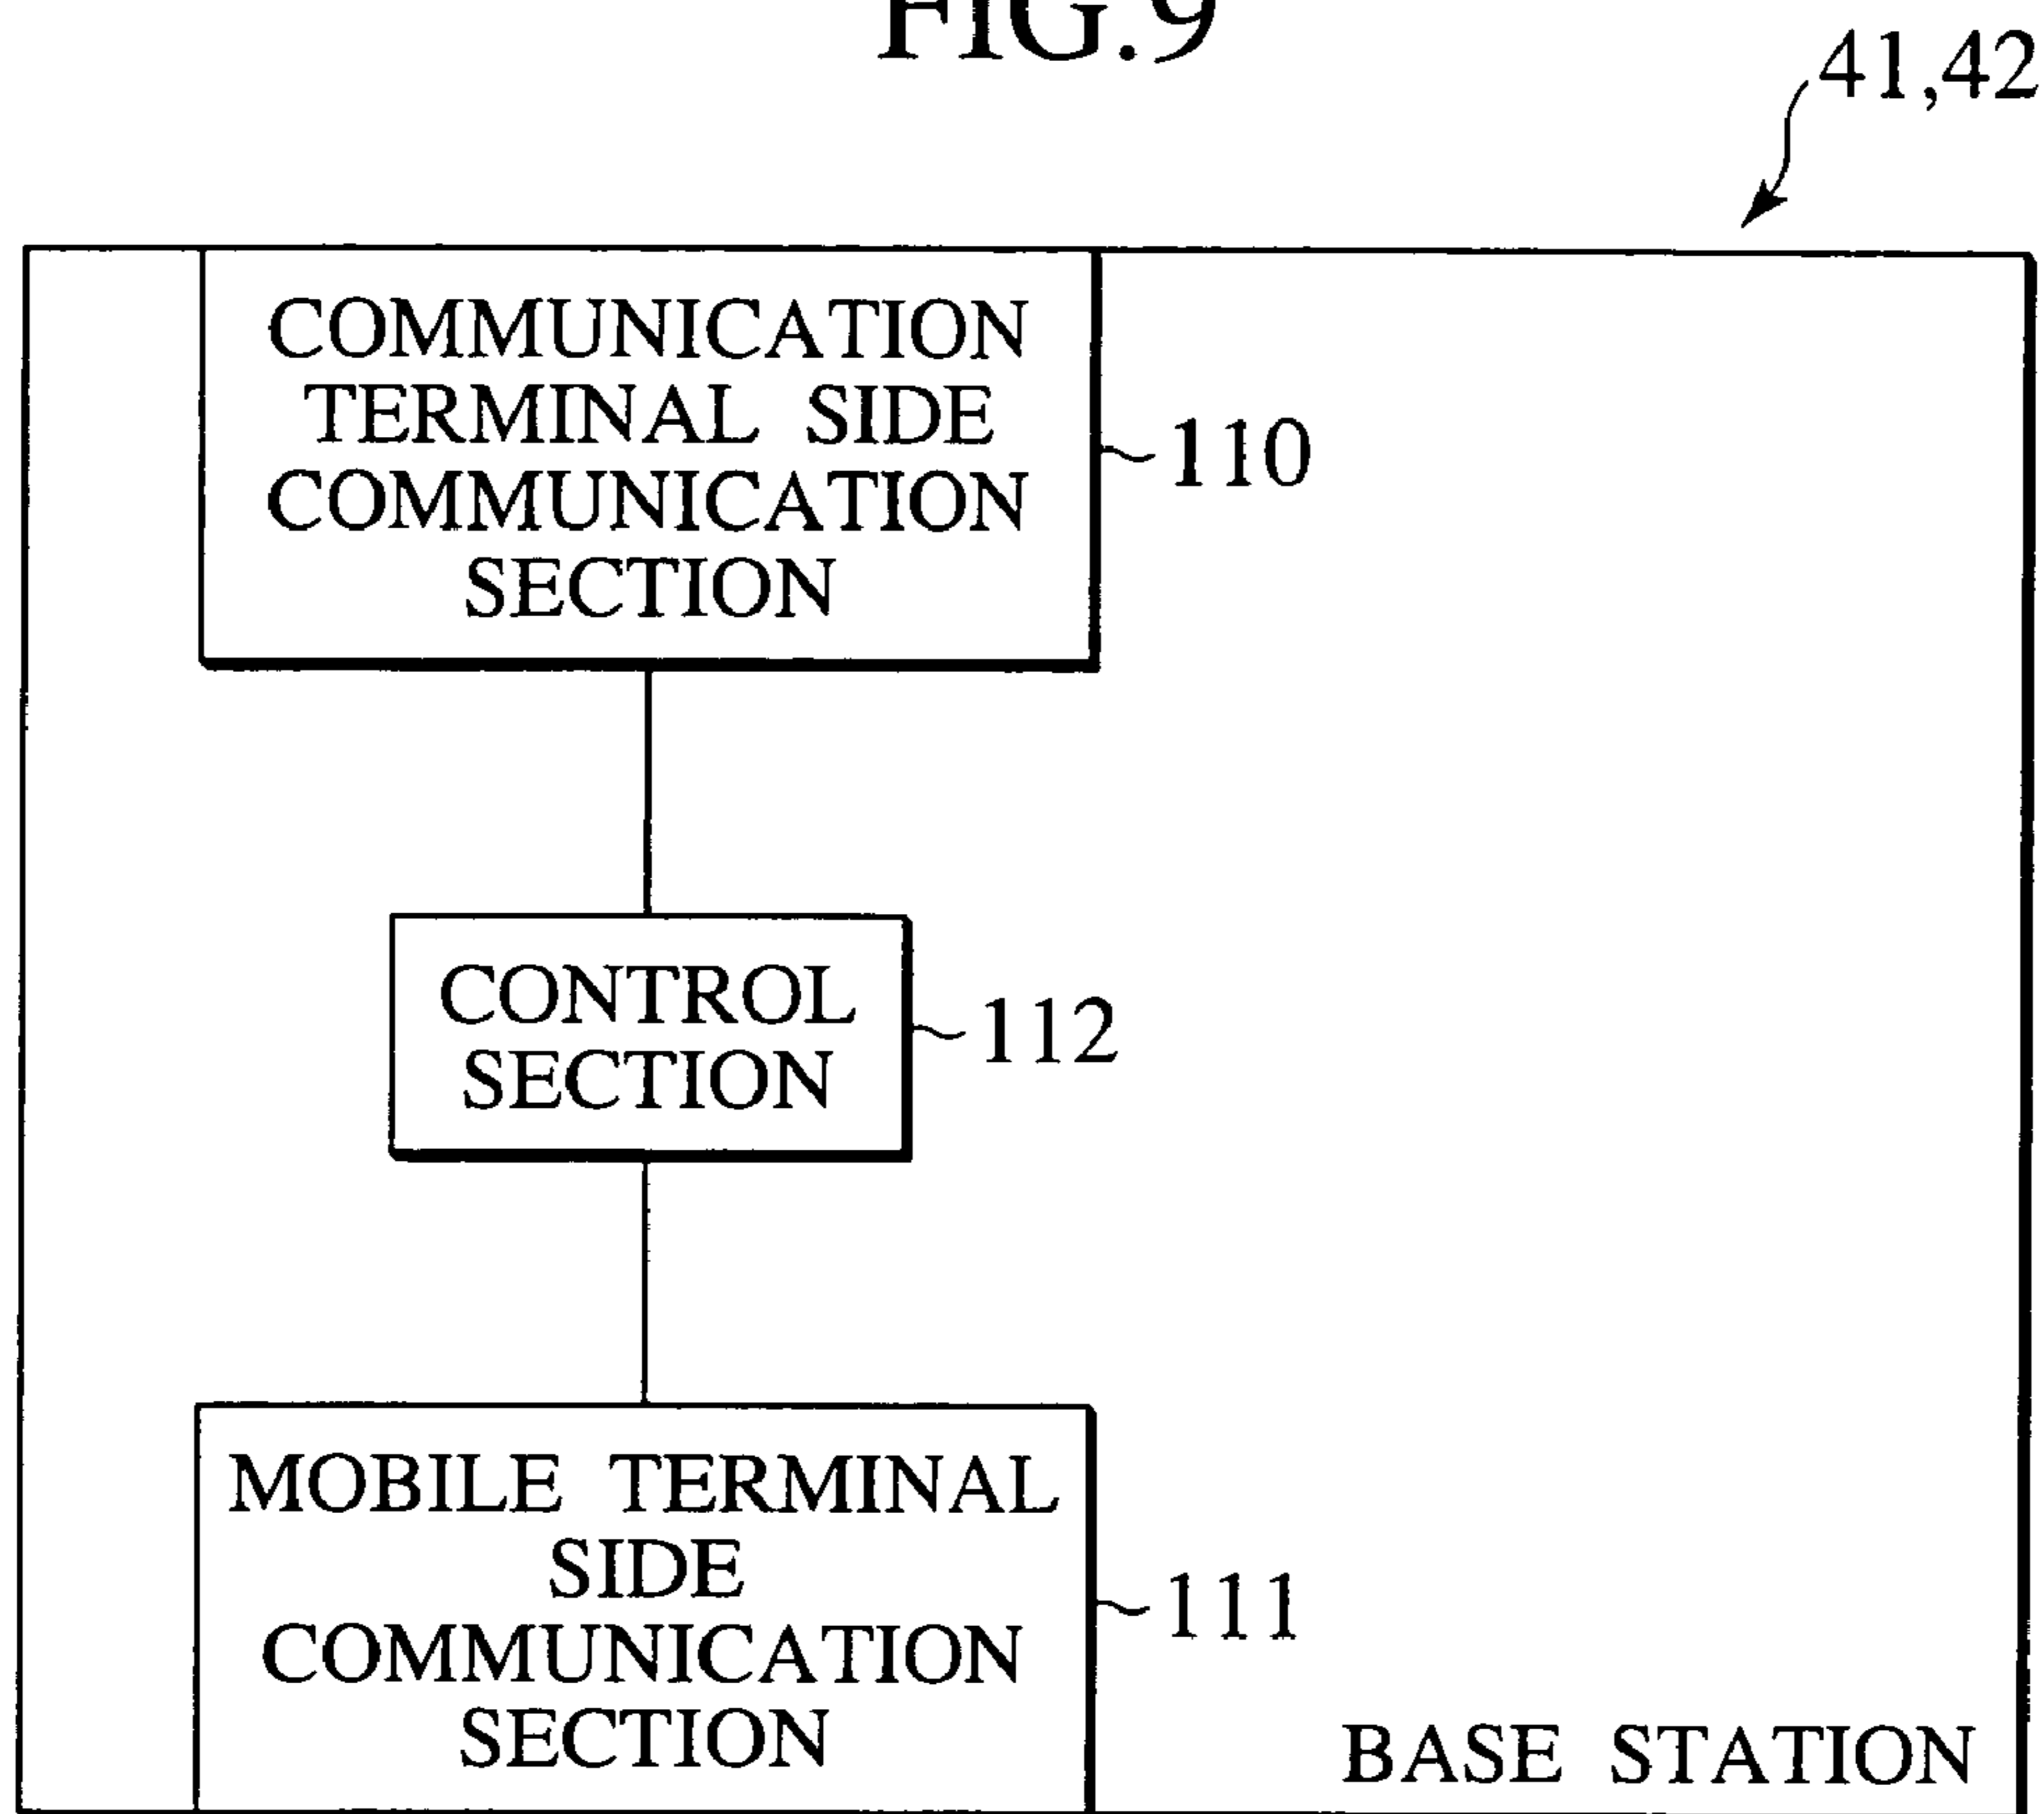 FIG.9
41,42
COMMUNICATION
TERMINAL SIDE
COMMUNICATION
SECTION
110
CONTROL
SECTION
112
MOBILE TERMINAL
SIDE
COMMUNICATION
SECTION
111
BASE STATION